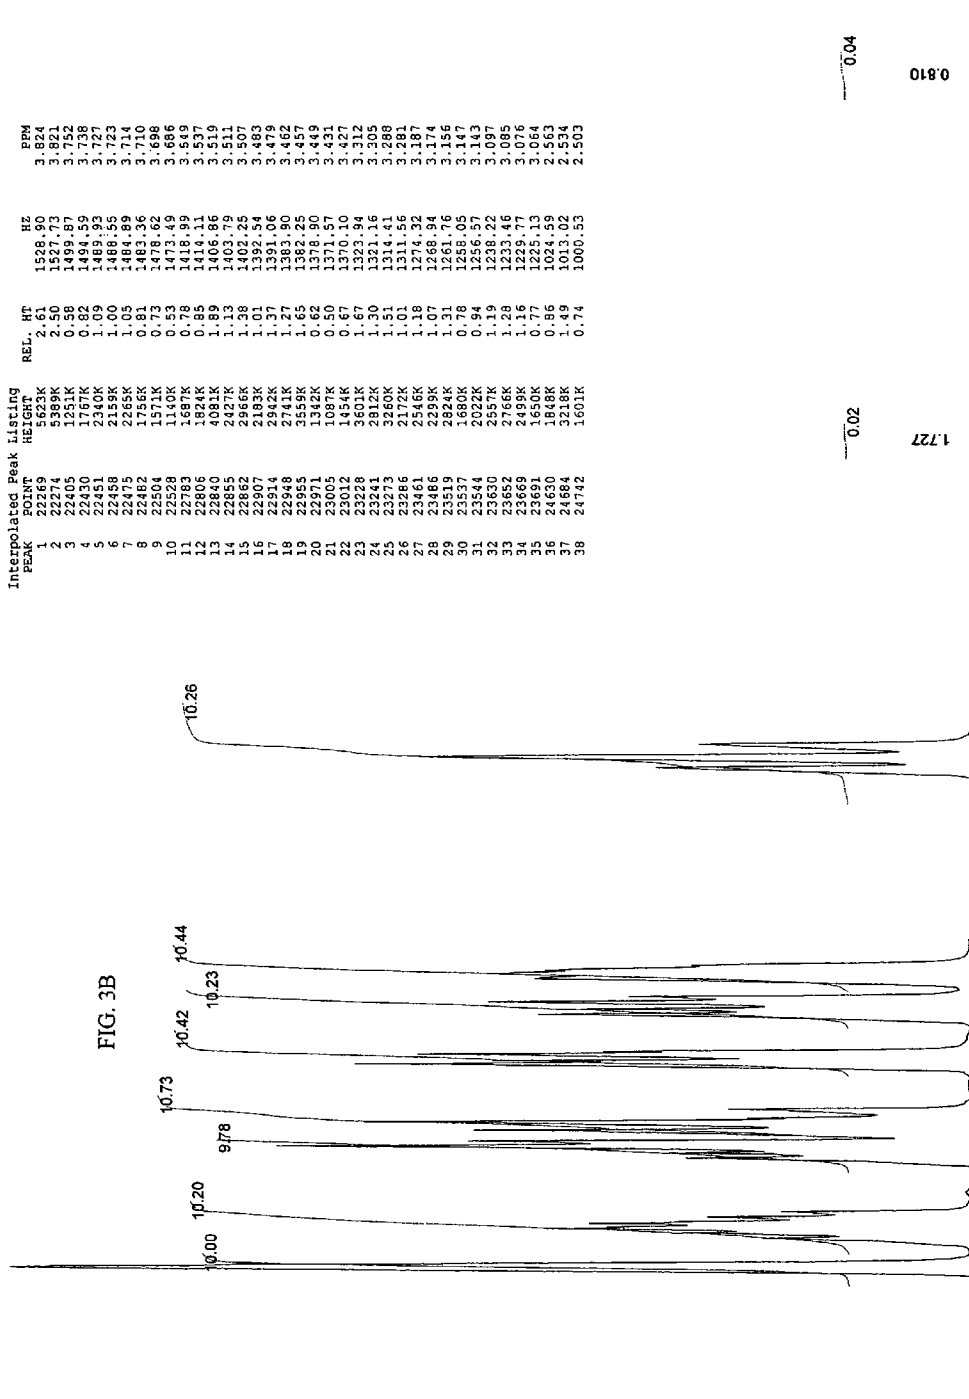 FIG. 3B
Interpolated Peak Listing
PEAK POINT HEIGHT REL. HT HZ PPM
1 22269 5623K 2.61 1528.90 3.824
2 22274 5389K 2.50 1527.73 3.821
3 22405 1251K 0.58 1499.87 3.752
4 22430 1767K 0.82 1494.59 3.738
5 22451 2340K 1.09 1489.93 3.727
6 22458 2159K 1.00 1488.55 3.723
7 22475 2265K 1.05 1484.89 3.714
8 22482 1756K 0.81 1483.36 3.710
9 22504 1571K 0.73 1478.62 3.698
10 22528 1140K 0.53 1473.49 3.686
11 22783 1687K 0.78 1418.99 3.549
12 22806 1824K 0.85 1414.11 3.537
13 22840 4081K 1.89 1406.86 3.519
14 22855 2427K 1.13 1403.79 3.511
15 22862 2966K 1.38 1402.25 3.507
16 22907 2183K 1.01 1392.54 3.483
17 22914 2942K 1.37 1391.06 3.479
18 22948 2741K 1.27 1383.90 3.462
19 22955 3559K 1.65 1382.25 3.457
20 22971 1342K 0.62 1378.90 3.449
21 23005 1087K 0.50 1371.57 3.431
22 23012 1454K 0.67 1370.10 3.427
23 23228 3601K 1.67 1323.94 3.312
24 23241 2812K 1.30 1321.16 3.305
25 23273 3260K 1.51 1314.41 3.288
26 23286 2172K 1.01 1311.56 3.281
27 23461 2546K 1.18 1274.32 3.187
28 23486 2299K 1.07 1268.94 3.174
29 23519 2824K 1.31 1261.76 3.156
30 23537 1680K 0.78 1258.05 3.147
31 23544 2022K 0.94 1256.57 3.143
32 23630 2557K 1.19 1238.22 3.097
33 23652 2766K 1.28 1233.46 3.085
34 23669 2499K 1.16 1229.77 3.076
35 23691 1650K 0.77 1225.13 3.064
36 24630 1848K 0.86 1024.59 2.563
37 24684 3218K 1.49 1013.02 2.534
38 24742 1601K 0.74 1000.53 2.503
10.00
10.20
9.78
10.73
10.42
10.23
10.44
10.26
0.02
0.04
1.727
0.810